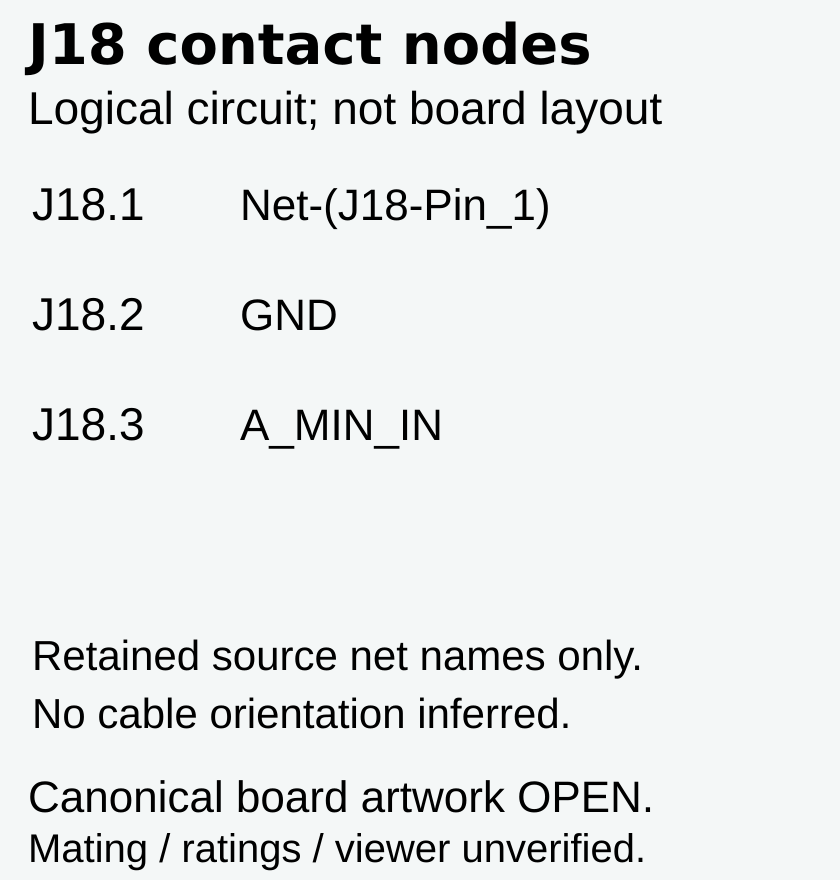 J18 contact nodes
Logical circuit; not board layout
J18.1 Net-(J18-Pin_1)
J18.2 GND
J18.3 A_MIN_IN
Retained source net names only.
No cable orientation inferred.
Canonical board artwork OPEN.
Mating / ratings / viewer unverified.